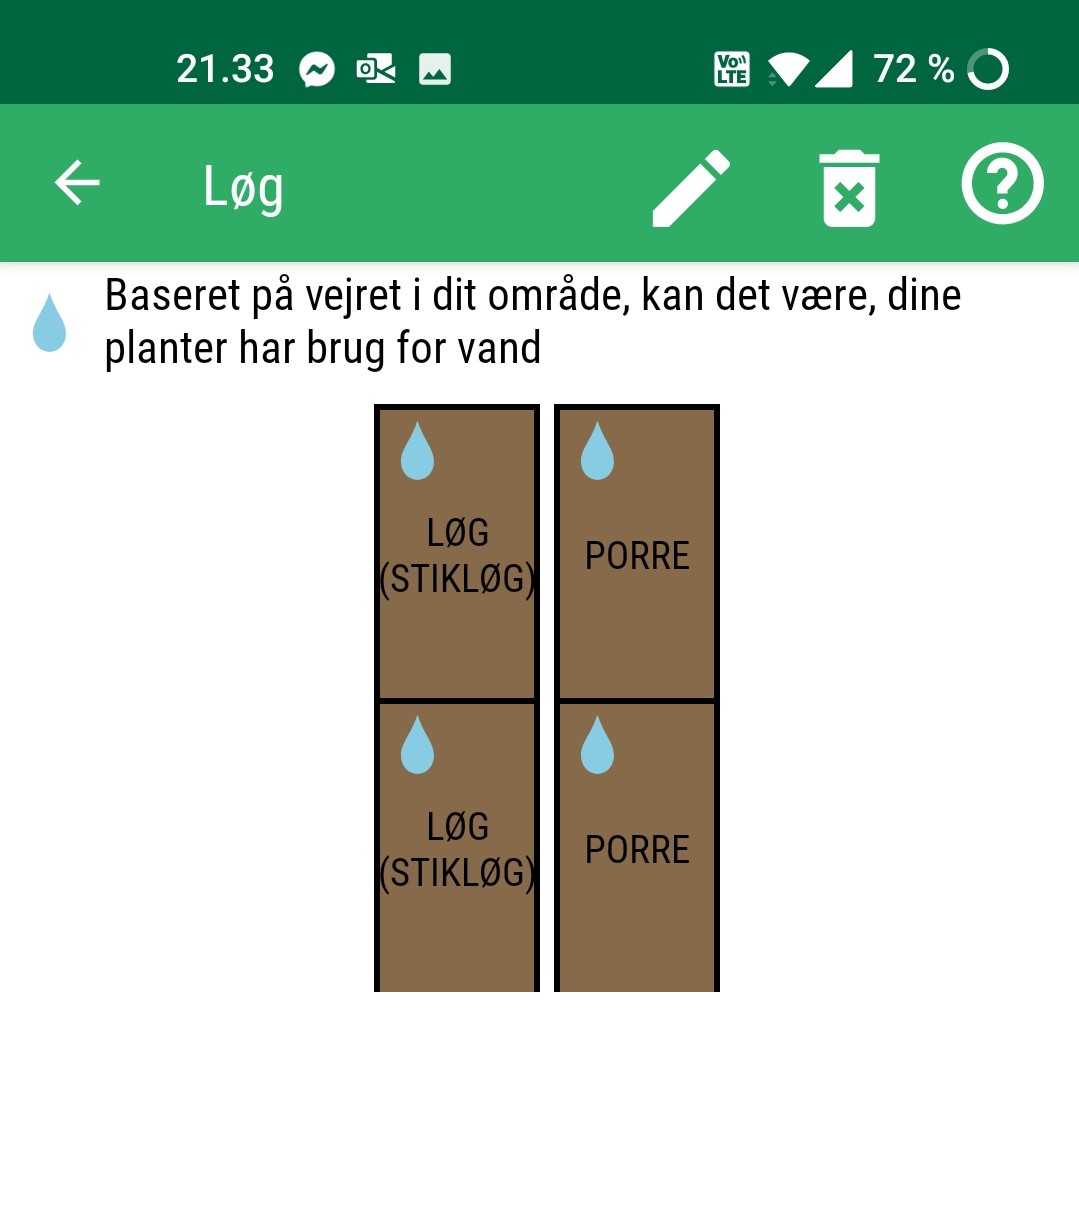 21.33
Vo)) LTE
72 %
Løg
Baseret på vejret i dit område, kan det være, dine
planter har brug for vand
LØG
(STIKLØG)
PORRE
LØG
(STIKLØG)
PORRE